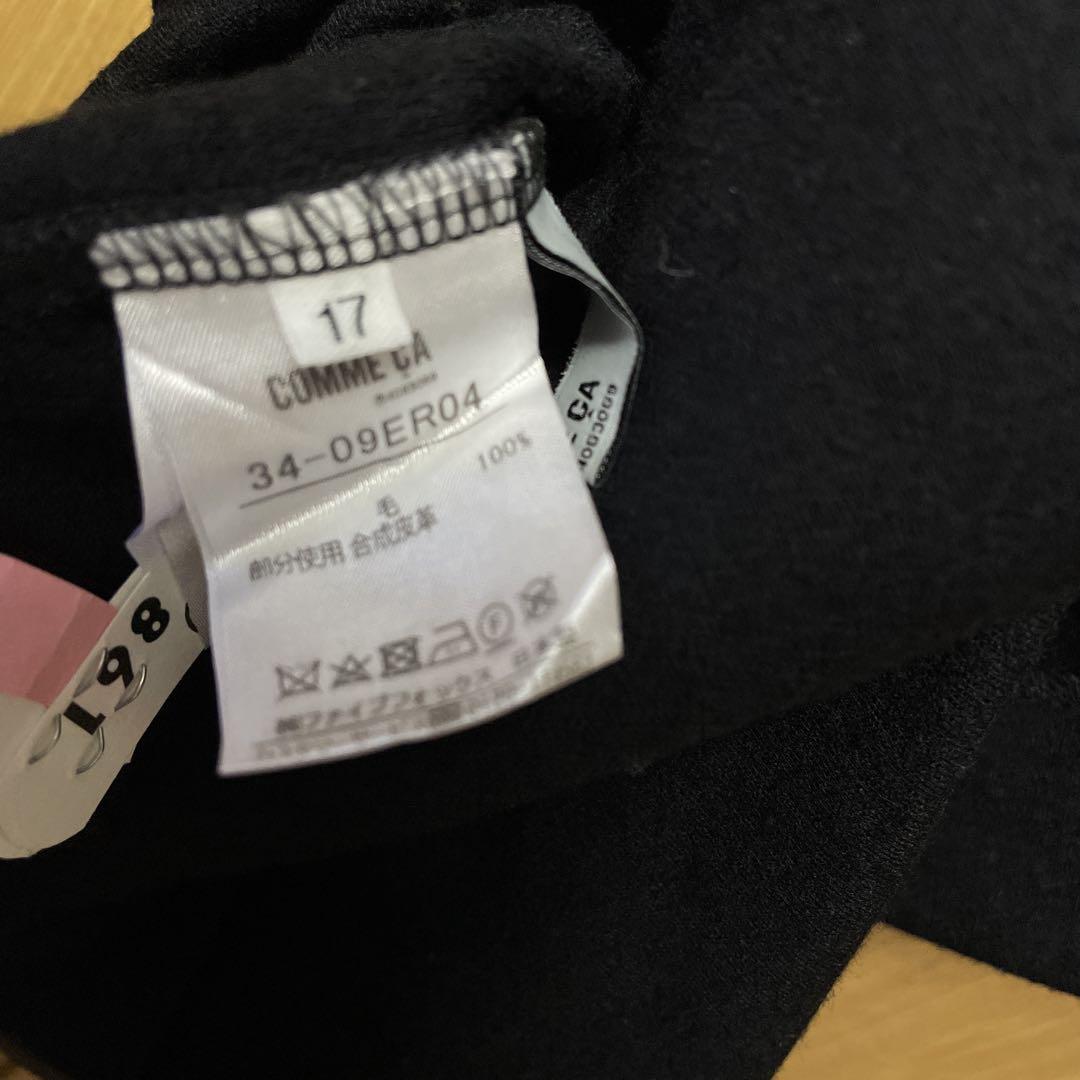 17
COMME ÇA
34-09ER04
毛 100%
部分使用 合成皮革
F
㈱ファイブフォックス 日本製
ÇA
198